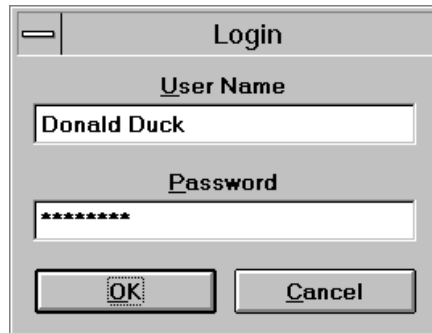 Login
User Name
Donald Duck
Password
********
OK
Cancel